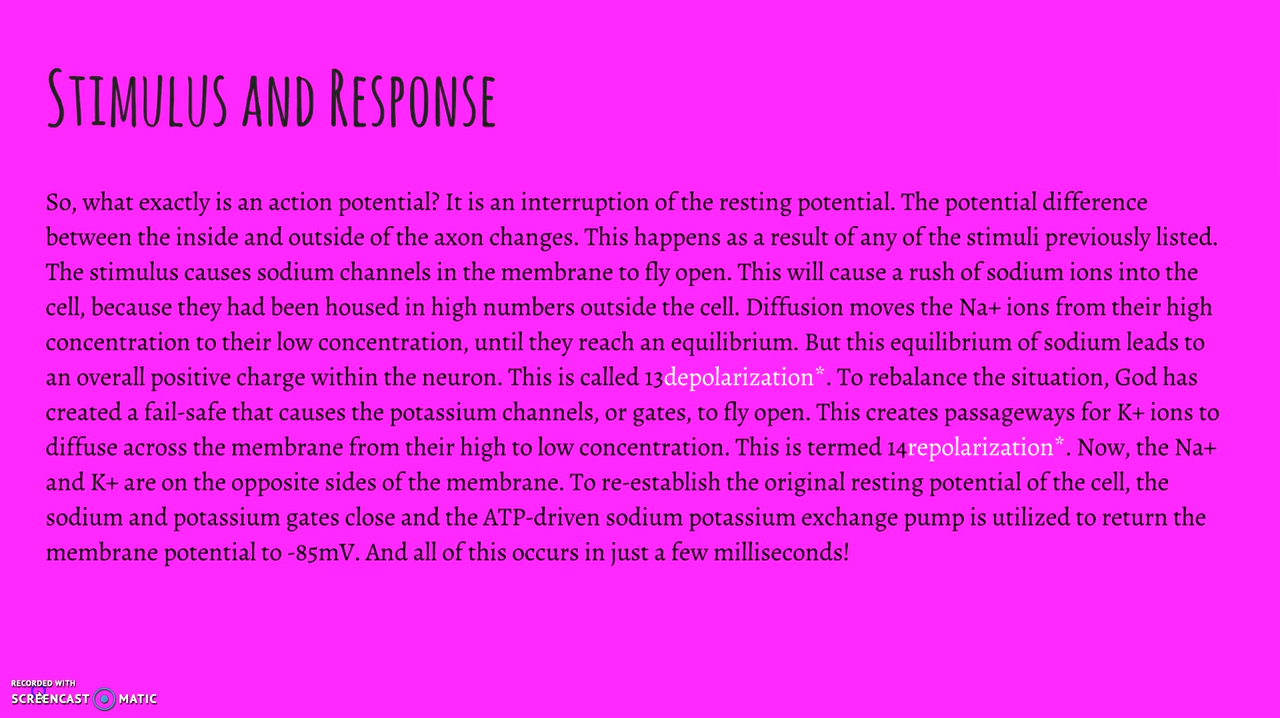 Stimulus and Response
So, what exactly is an action potential? It is an interruption of the resting potential. The potential difference
between the inside and outside of the axon changes. This happens as a result of any of the stimuli previously listed.
The stimulus causes sodium channels in the membrane to fly open. This will cause a rush of sodium ions into the
cell, because they had been housed in high numbers outside the cell. Diffusion moves the Na+ ions from their high
concentration to their low concentration, until they reach an equilibrium. But this equilibrium of sodium leads to
an overall positive charge within the neuron. This is called 13depolarization*. To rebalance the situation, God has
created a fail-safe that causes the potassium channels, or gates, to fly open. This creates passageways for K+ ions to
diffuse across the membrane from their high to low concentration. This is termed 14repolarization*. Now, the Na+
and K+ are on the opposite sides of the membrane. To re-establish the original resting potential of the cell, the
sodium and potassium gates close and the ATP-driven sodium potassium exchange pump is utilized to return the
membrane potential to -85mV. And all of this occurs in just a few milliseconds!
RECORDED WITH
SCREENCAST MATIC